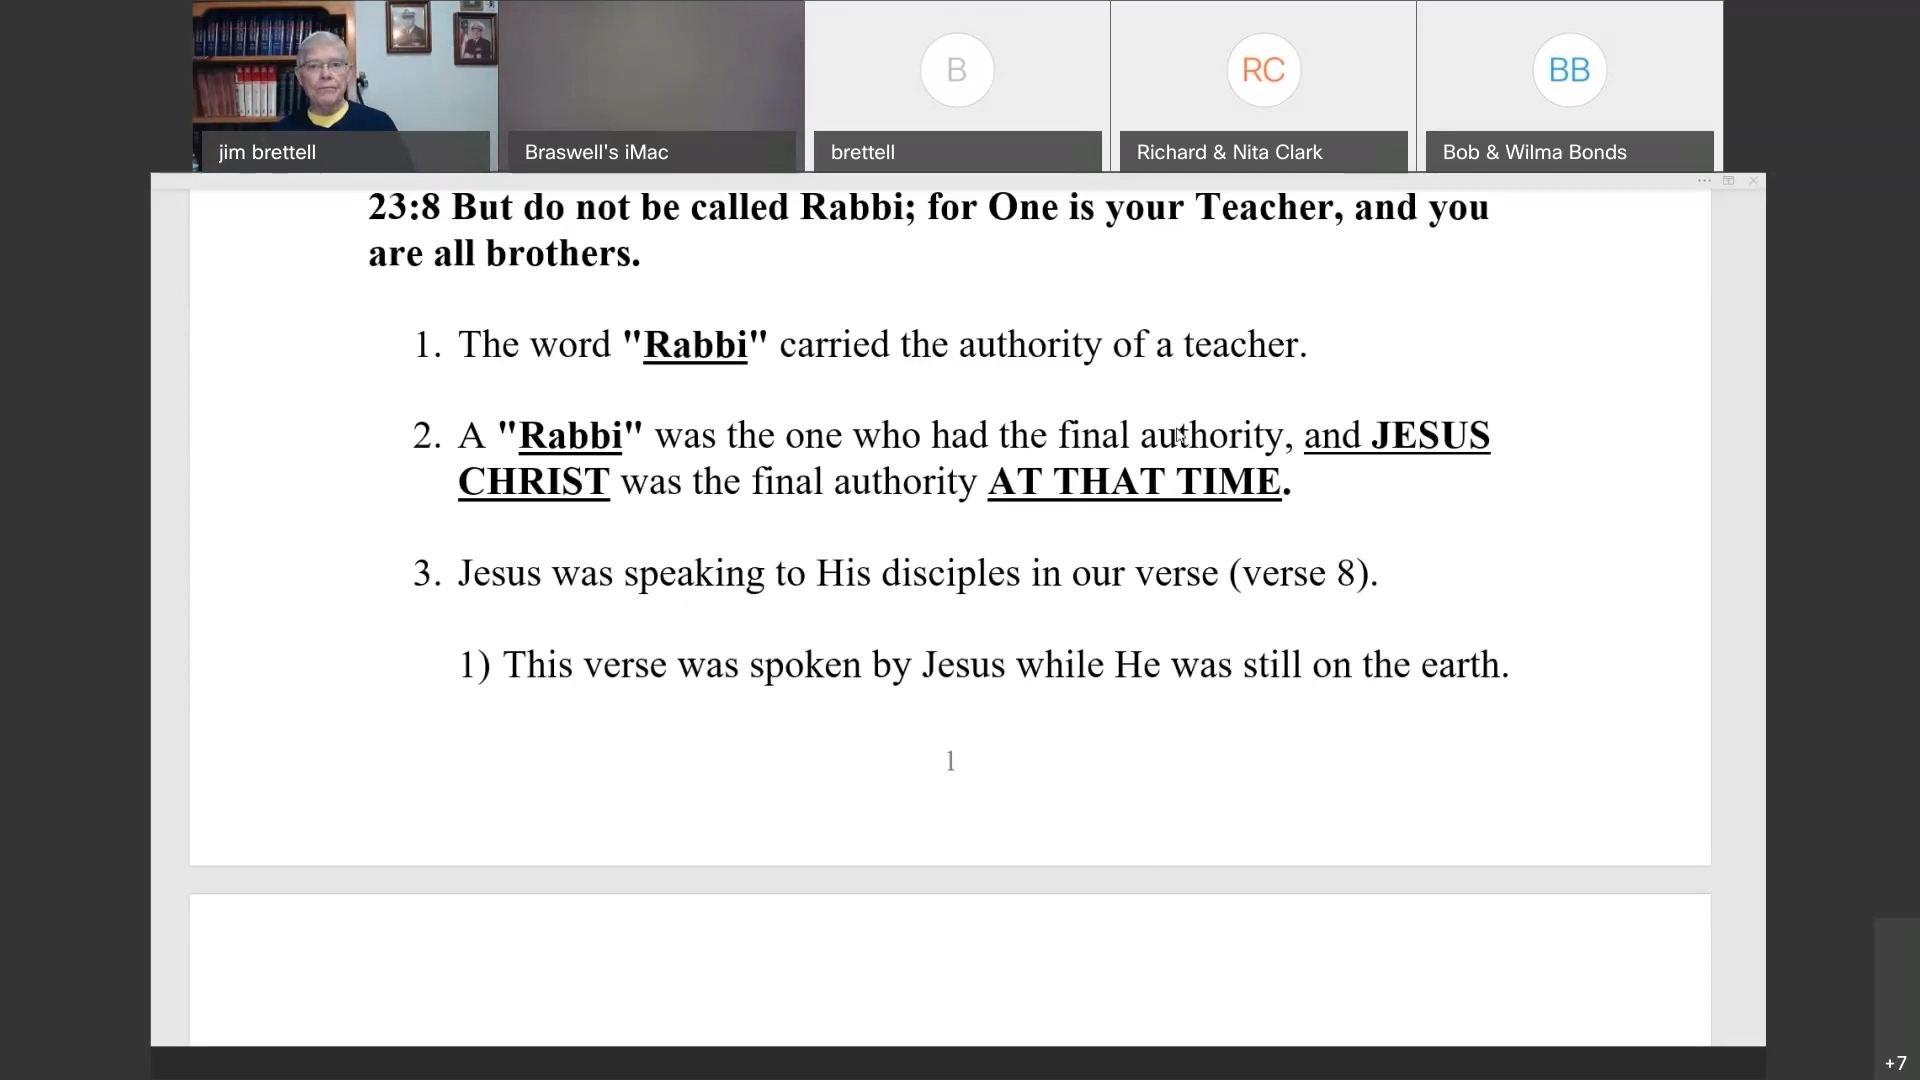 B
RC
BB
jim brettell
Braswell's iMac
brettell
Richard & Nita Clark
Bob & Wilma Bonds
23:8 But do not be called Rabbi; for One is your Teacher, and you
are all brothers.
1. The word "Rabbi" carried the authority of a teacher.
2. A "Rabbi" was the one who had the final authority, and JESUS
CHRIST was the final authority AT THAT TIME.
3. Jesus was speaking to His disciples in our verse (verse 8).
1) This verse was spoken by Jesus while He was still on the earth.
1
+7